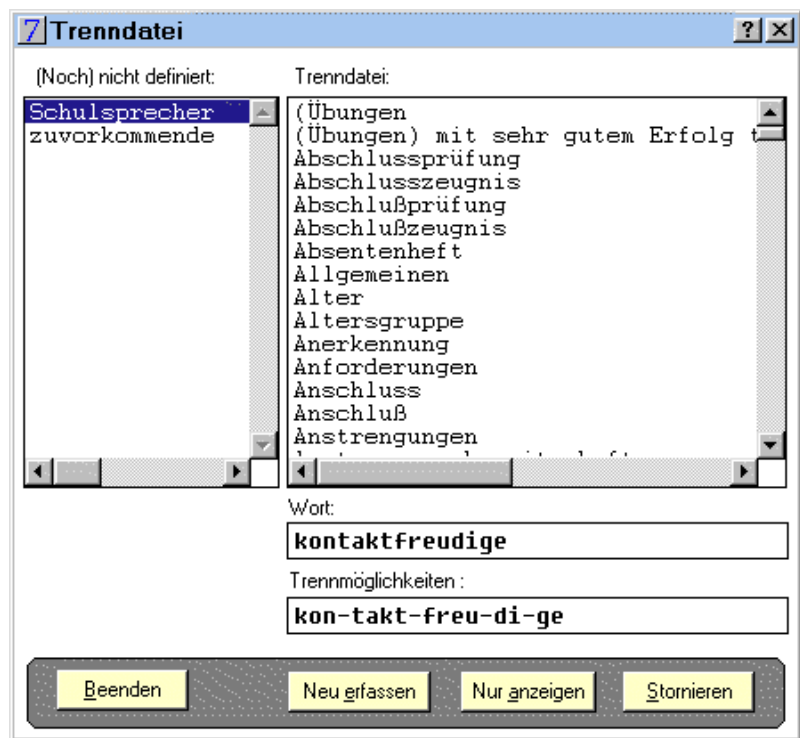 7 Trenndatei ? ×
(Noch) nicht definiert:
Schulsprecher
zuvorkommende
Trenndatei:
(Übungen
(Übungen) mit sehr gutem Erfolg
Abschlussprüfung
Abschlusszeugnis
Abschlußprüfung
Abschlußzeugnis
Absentenheft
Allgemeinen
Alter
Altersgruppe
Anerkennung
Anforderungen
Anschluss
Anschluß
Anstrengungen
Wort:
kontaktfreudige
Trennmöglichkeiten :
kon-takt-freu-di-ge
Beenden
Neu erfassen
Nur anzeigen
Stornieren